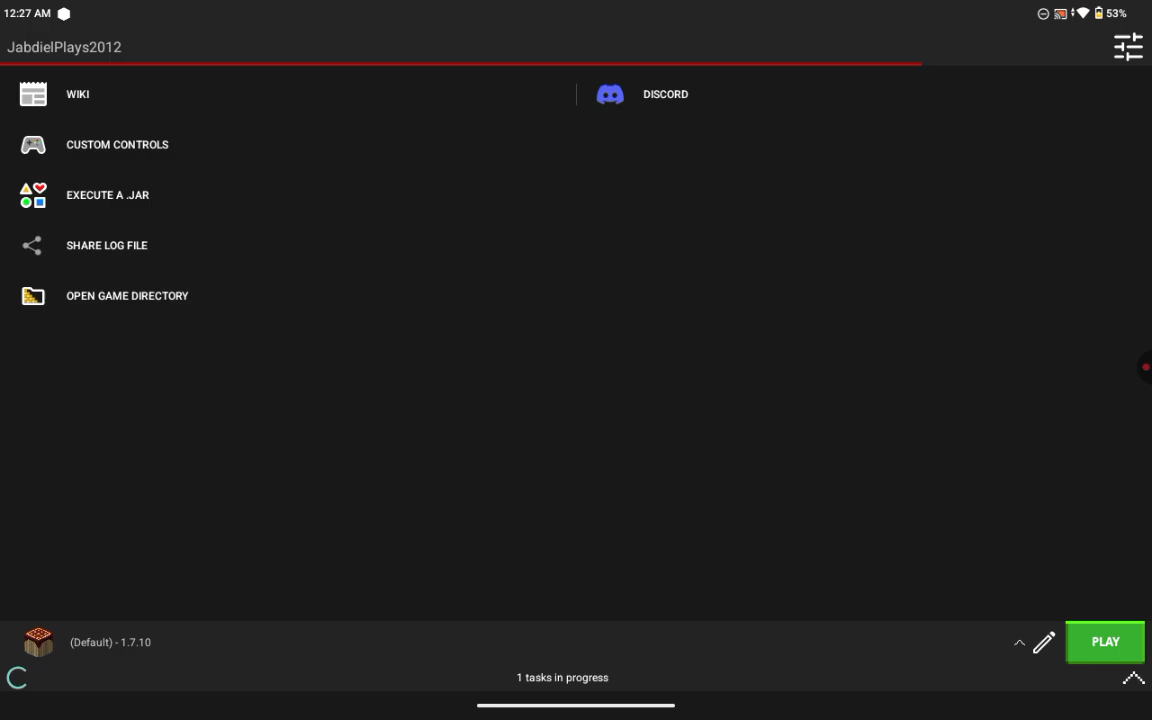 12:27 AM 53%
JabdielPlays2012
WIKI
DISCORD
CUSTOM CONTROLS
EXECUTE A .JAR
SHARE LOG FILE
OPEN GAME DIRECTORY
(Default) - 1.7.10
PLAY
1 tasks in progress